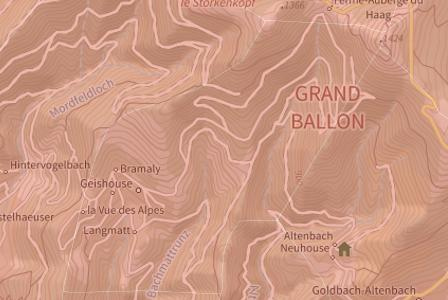 le Storkenkopf
1366
Ferme-Auberge du
Haag
1424
GRAND
BALLON
Mordfeldloch
Hintervogelbach
Bramaly
Geishouse
la Vue des Alpes
Langmatt
Bachmattrunz
Altenbach
Neuhouse
Goldbach-Altenbach